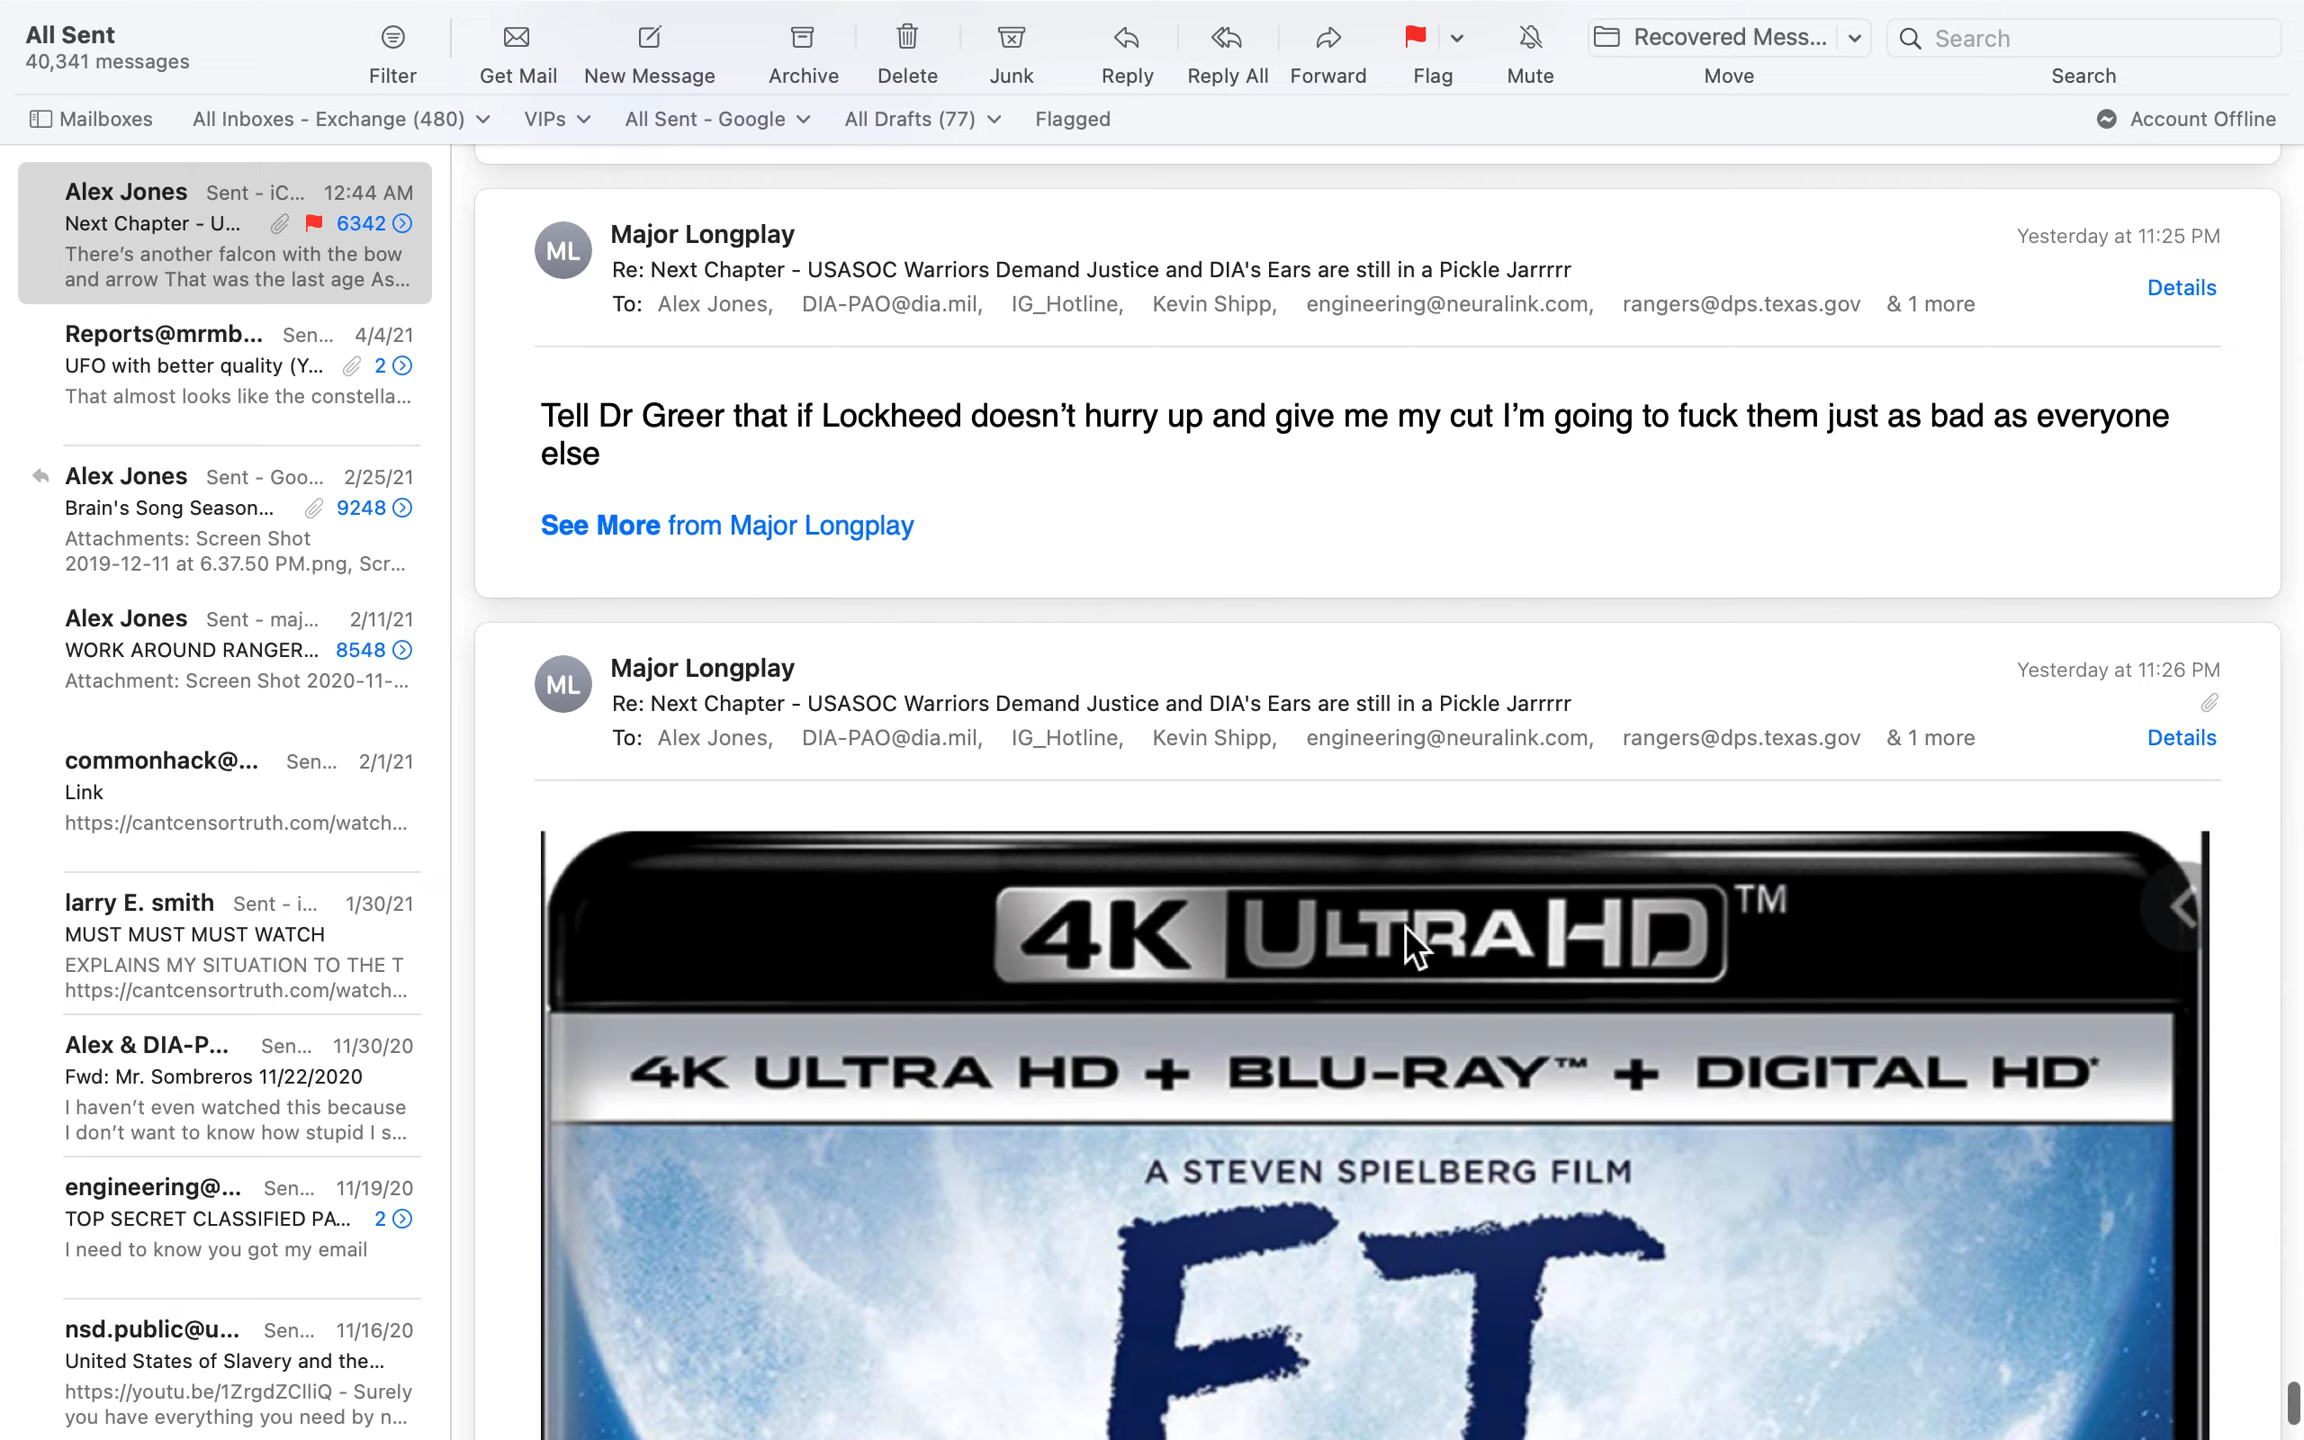 All Sent
40,341 messages
Filter
Get Mail
New Message
Archive
Delete
Junk
Reply
Reply All
Forward
Flag
Mute
Recovered Mess...
Move
Search
Search
Mailboxes
All Inboxes - Exchange (480)
VIPs
All Sent - Google
All Drafts (77)
Flagged
Account Offline
Alex Jones Sent - iC... 12:44 AM
Next Chapter - U... 6342
There's another falcon with the bow
and arrow That was the last age As...
Reports@mrmb... Sen... 4/4/21
UFO with better quality (Y... 2
That almost looks like the constella...
Alex Jones Sent - Goo... 2/25/21
Brain's Song Season... 9248
Attachments: Screen Shot
2019-12-11 at 6.37.50 PM.png, Scr...
Alex Jones Sent - maj... 2/11/21
WORK AROUND RANGER... 8548
Attachment: Screen Shot 2020-11-...
commonhack@... Sen... 2/1/21
Link
https://cantcensortruth.com/watch...
larry E. smith Sent - i... 1/30/21
MUST MUST MUST WATCH
EXPLAINS MY SITUATION TO THE T
https://cantcensortruth.com/watch...
Alex & DIA-P... Sen... 11/30/20
Fwd: Mr. Sombreros 11/22/2020
I haven't even watched this because
I don't want to know how stupid I s...
engineering@... Sen... 11/19/20
TOP SECRET CLASSIFIED PA... 2
I need to know you got my email
nsd.public@u... Sen... 11/16/20
United States of Slavery and the...
https://youtu.be/1ZrgdZClliQ - Surely
you have everything you need by n...
ML
Major Longplay
Yesterday at 11:25 PM
Re: Next Chapter - USASOC Warriors Demand Justice and DIA's Ears are still in a Pickle Jarrrrr
To: Alex Jones, DIA-PAO@dia.mil, IG_Hotline, Kevin Shipp, engineering@neuralink.com, rangers@dps.texas.gov & 1 more
Details
Tell Dr Greer that if Lockheed doesn't hurry up and give me my cut I'm going to fuck them just as bad as everyone
else
See More from Major Longplay
ML
Major Longplay
Yesterday at 11:26 PM
Re: Next Chapter - USASOC Warriors Demand Justice and DIA's Ears are still in a Pickle Jarrrrr
To: Alex Jones, DIA-PAO@dia.mil, IG_Hotline, Kevin Shipp, engineering@neuralink.com, rangers@dps.texas.gov & 1 more
Details
4K ULTRA HD™
4K ULTRA HD + BLU-RAY™ + DIGITAL HD*
A STEVEN SPIELBERG FILM
ET